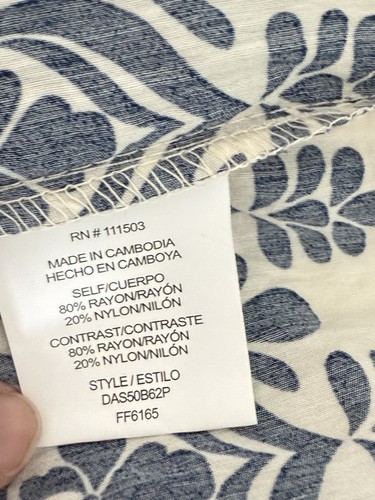 RN # 111503
MADE IN CAMBODIA
HECHO EN CAMBOYA
SELF/CUERPO
80% RAYON/RAYÓN
20% NYLON/NILÓN
CONTRAST/CONTRASTE
80% RAYON/RAYÓN
20% NYLON/NILÓN
STYLE / ESTILO
DAS50B62P
FF6165